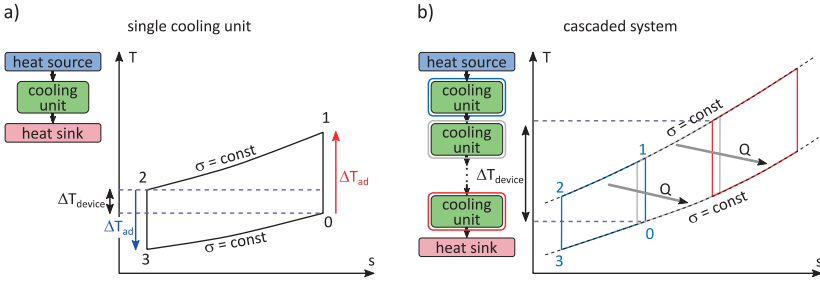 a)
single cooling unit
heat source
cooling
unit
heat sink
T
1
σ = const
2
ΔT_ad
ΔT_device
0
ΔT_ad
σ = const
3
s
b)
cascaded system
heat source
cooling
unit
cooling
unit
cooling
unit
heat sink
T
σ = const
Q
1
ΔT_device
2
Q
σ = const
0
3
s